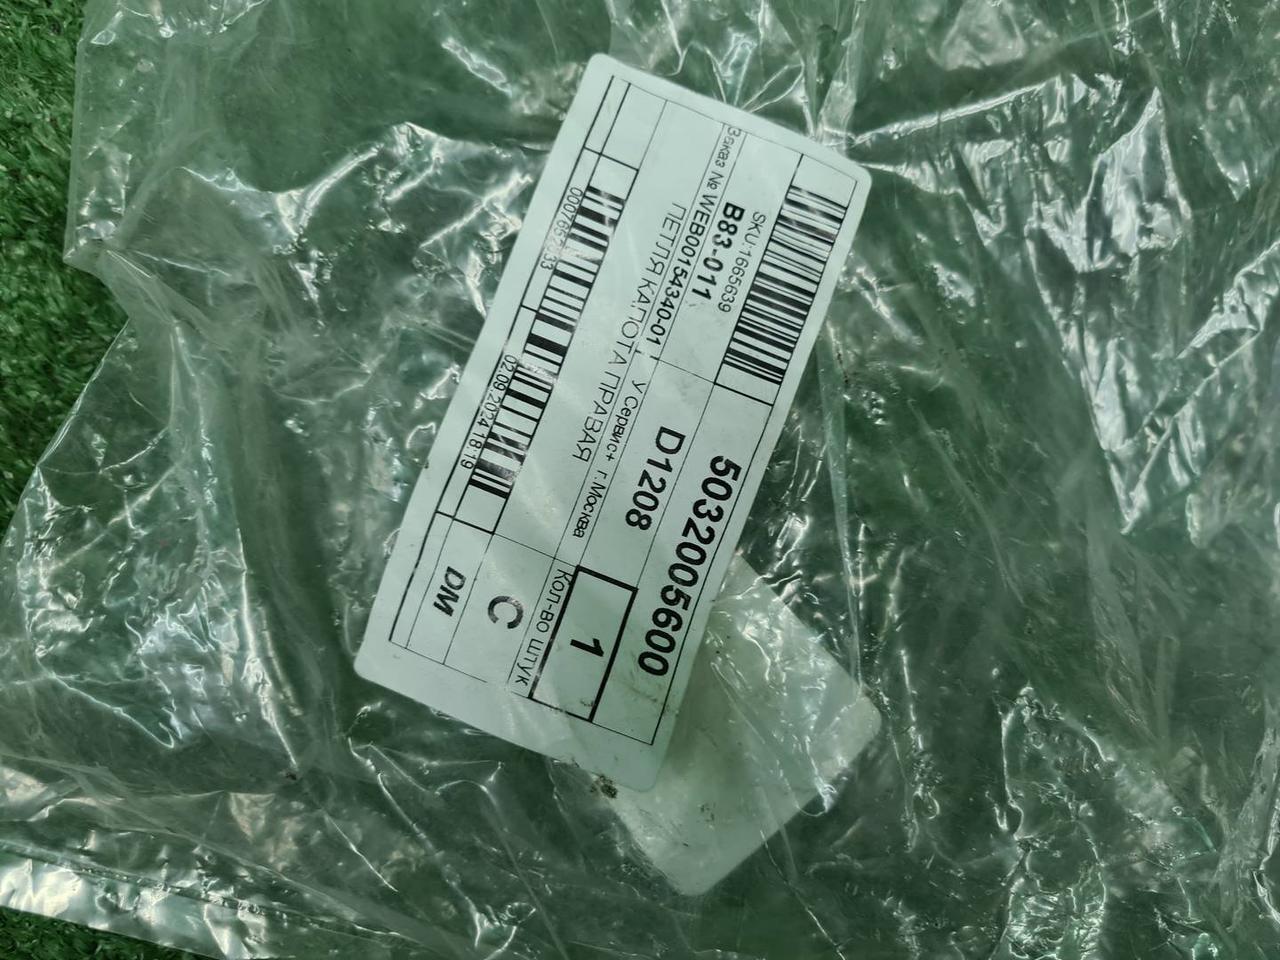 5032005600
SKU:1665639
B83-011
D1208
Заказ № WEB00154340-01
у Сервис+ г.Москва
1
ПЕТЛЯ КАПОТА ПРАВАЯ
Кол-во штук
C
02.09.2024 18:19
DM